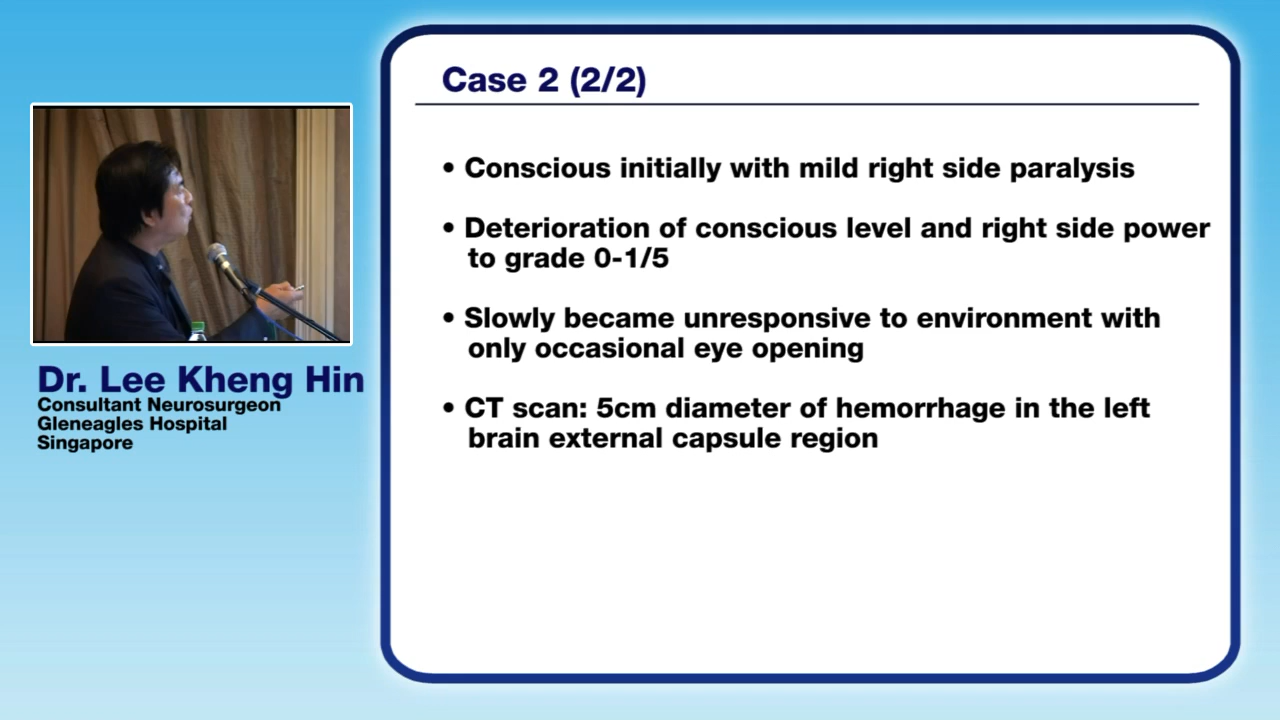 Case 2 (2/2)
• Conscious initially with mild right side paralysis
• Deterioration of conscious level and right side power
to grade 0-1/5
• Slowly became unresponsive to environment with
only occasional eye opening
• CT scan: 5cm diameter of hemorrhage in the left
brain external capsule region
Dr. Lee Kheng Hin
Consultant Neurosurgeon
Gleneagles Hospital
Singapore